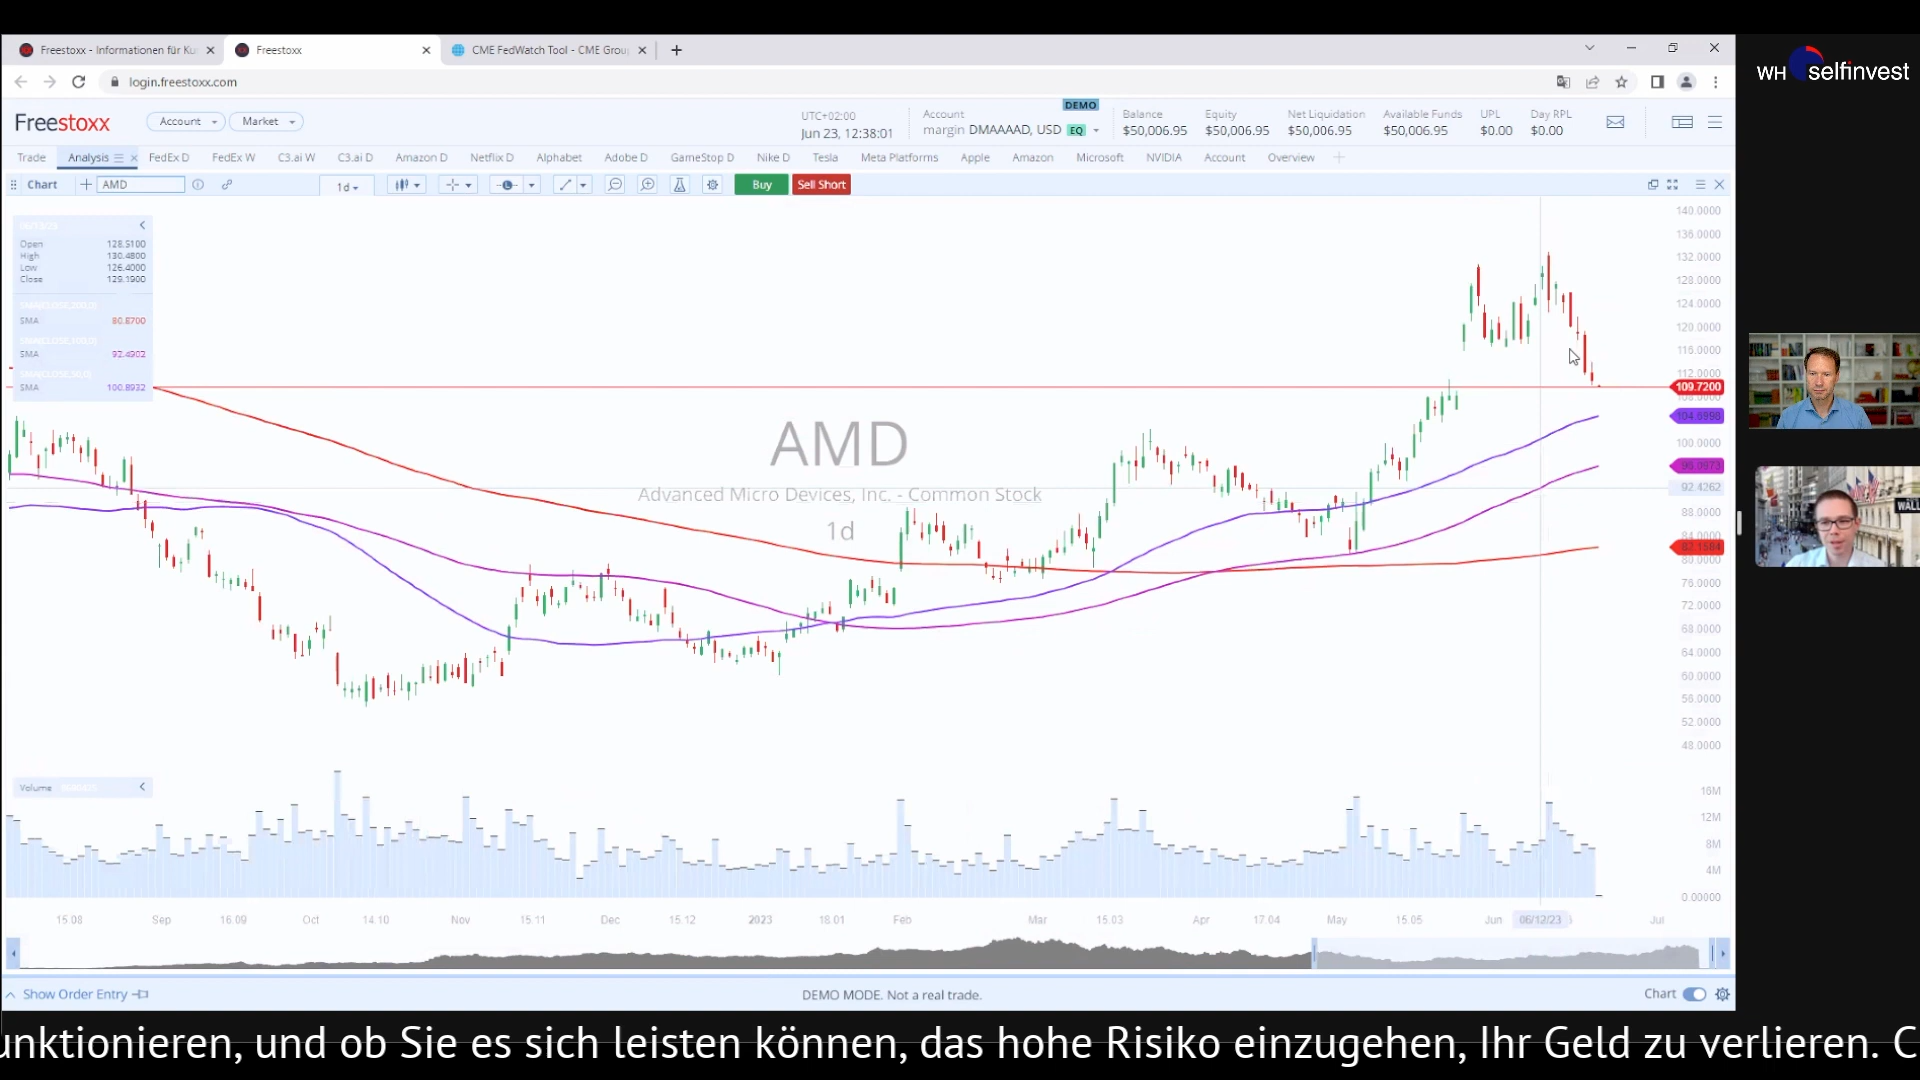 Freestoxx - Informationen für Ku
Freestoxx
CME FedWatch Tool - CME Grou
login.freestoxx.com
WH selfinvest
Freestoxx
Account
Market
UTC+02:00
Jun 23, 12:38:01
Account
DEMO
margin DMAAAAD, USD EQ
Balance
$50,006.95
Equity
$50,006.95
Net Liquidation
$50,006.95
Available Funds
$50,006.95
UPL
$0.00
Day RPL
$0.00
Trade Analysis FedEx D FedEx W C3.ai W C3.ai D Amazon D Netflix D Alphabet Adobe D GameStop D Nike D Tesla Meta Platforms Apple Amazon Microsoft NVIDIA Account Overview
Chart AMD 1d Buy Sell Short
Open 128.5100
High 130.4800
Low 126.4000
Close 129.1900
SMA 80.8700
SMA 92.4902
SMA 100.8932
AMD
Advanced Micro Devices, Inc. - Common Stock
1d
140.0000
136.0000
132.0000
128.0000
124.0000
120.0000
116.0000
112.0000
109.7200
100.0000
92.4262
88.0000
84.0000
80.0000
76.0000
72.0000
68.0000
64.0000
60.0000
56.0000
52.0000
48.0000
WALL
Volume
16M
12M
8M
4M
0.00000
15.08 Sep 16.09 Oct 14.10 Nov 15.11 Dec 15.12 2023 18.01 Feb Mar 15.03 Apr 17.04 May 15.05 Jun 06/12/23 Jul
Show Order Entry
DEMO MODE. Not a real trade.
Chart
unktionieren, und ob Sie es sich leisten können, das hohe Risiko einzugehen, Ihr Geld zu verlieren. C